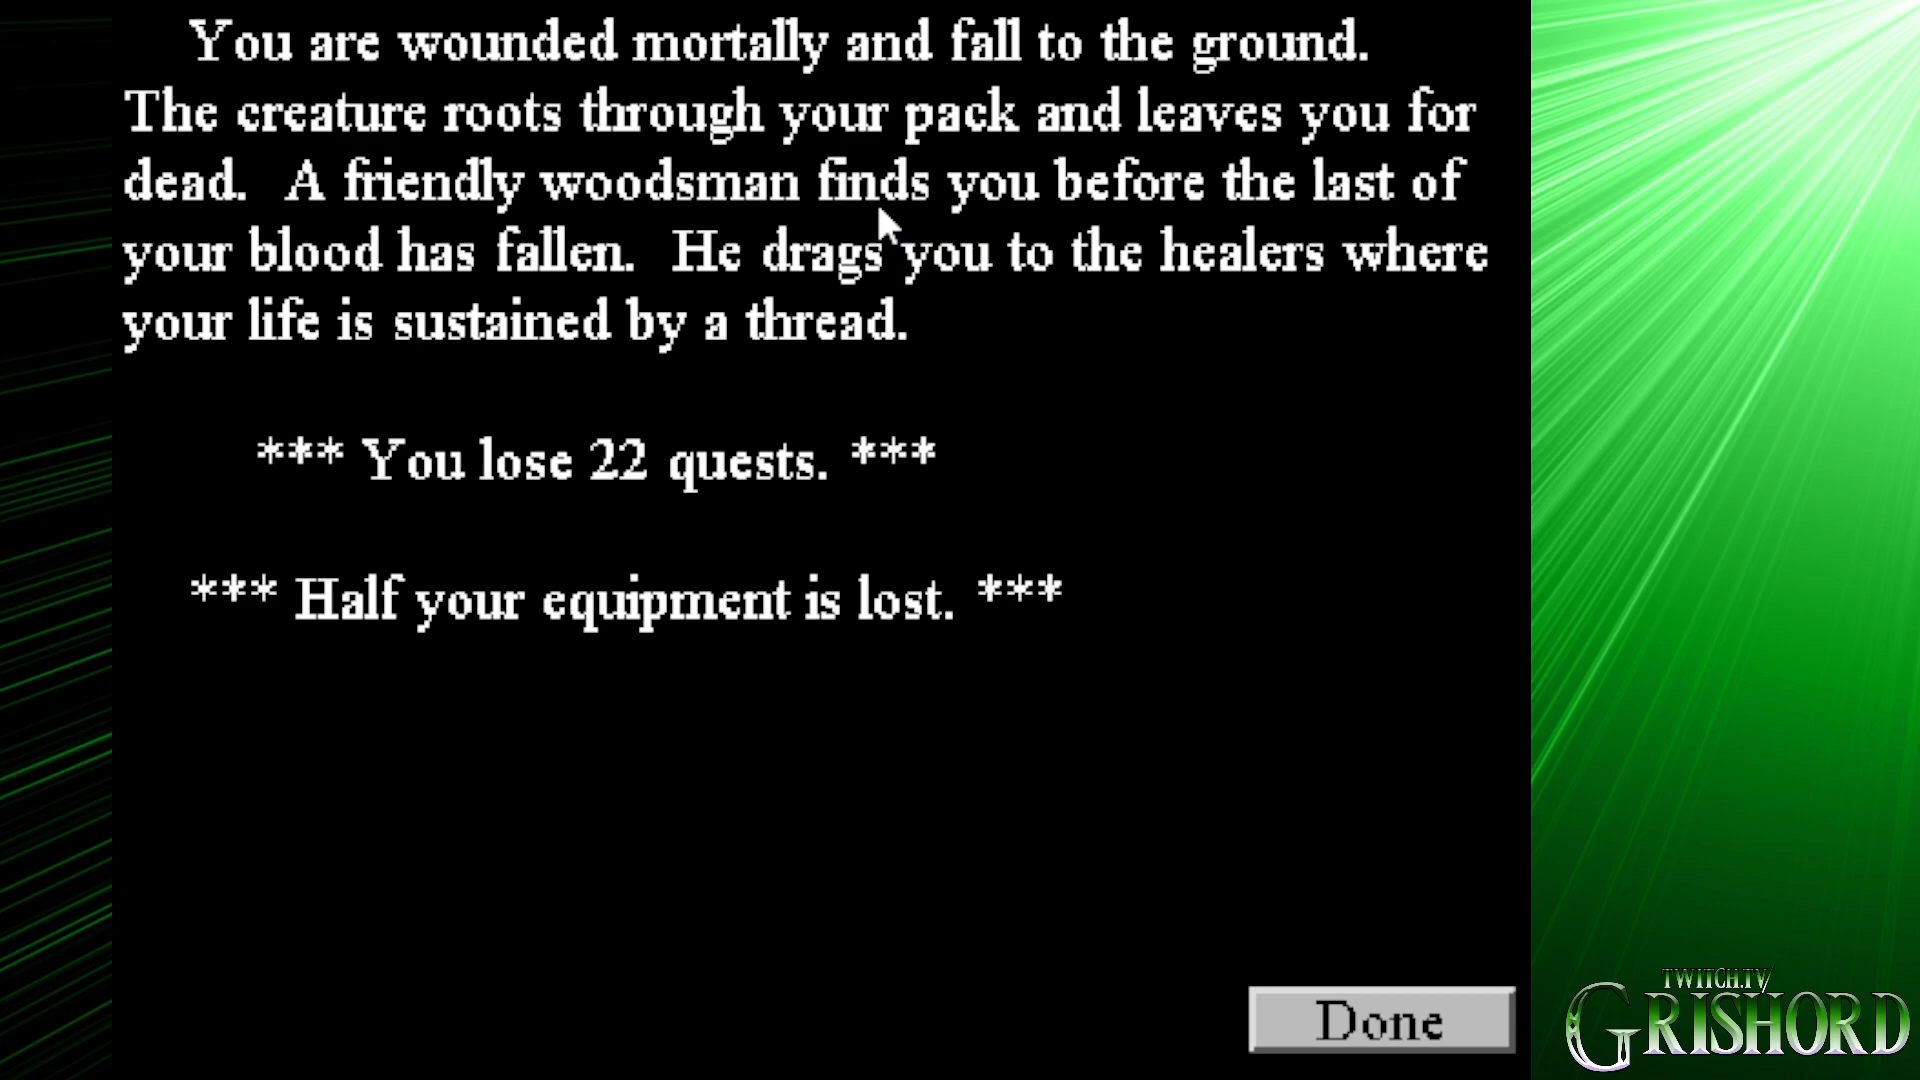 You are wounded mortally and fall to the ground.
The creature roots through your pack and leaves you for
dead.  A friendly woodsman finds you before the last of
your blood has fallen.  He drags you to the healers where
your life is sustained by a thread.
*** You lose 22 quests. ***
*** Half your equipment is lost. ***
Done
TWITCH.TV/
GRISHORD